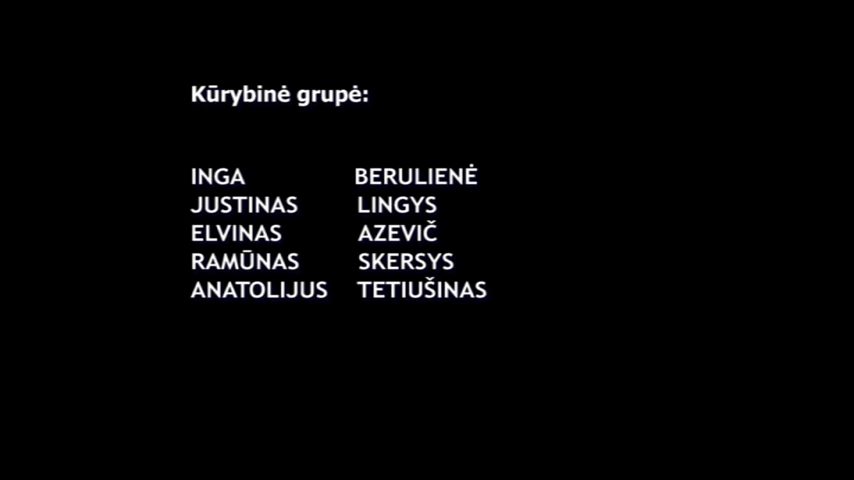 Kūrybinė grupė:
INGA BERULIENĖ
JUSTINAS LINGYS
ELVINAS AZEVIČ
RAMŪNAS SKERSYS
ANATOLIJUS TETIUŠINAS